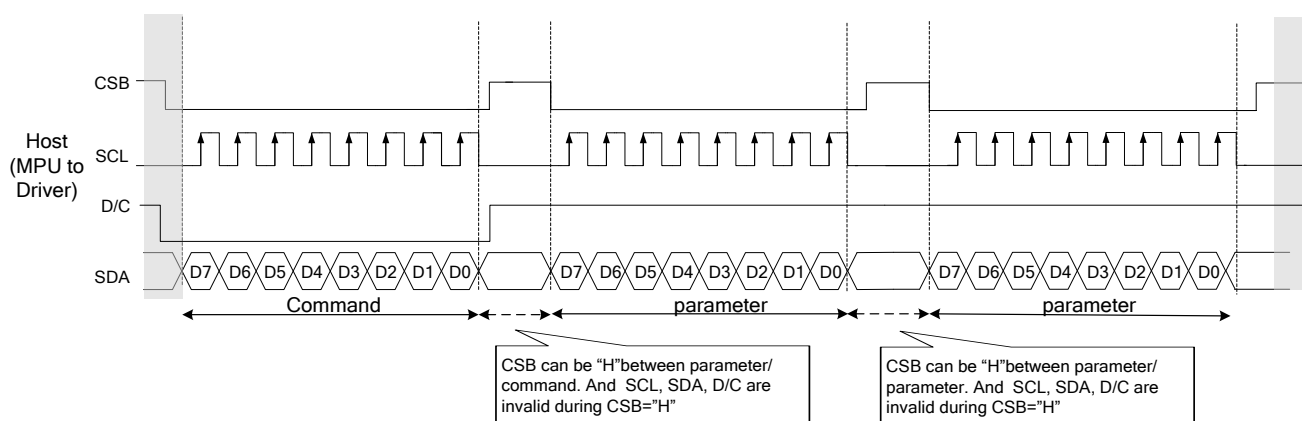 CSB
Host
(MPU to
Driver)
SCL
D/C
SDA
D7 D6 D5 D4 D3 D2 D1 D0 D7 D6 D5 D4 D3 D2 D1 D0 D7 D6 D5 D4 D3 D2 D1 D0
Command parameter parameter
CSB can be “H”between parameter/
command. And SCL, SDA, D/C are
invalid during CSB=”H”
CSB can be “H”between parameter/
parameter. And SCL, SDA, D/C are
invalid during CSB=”H”